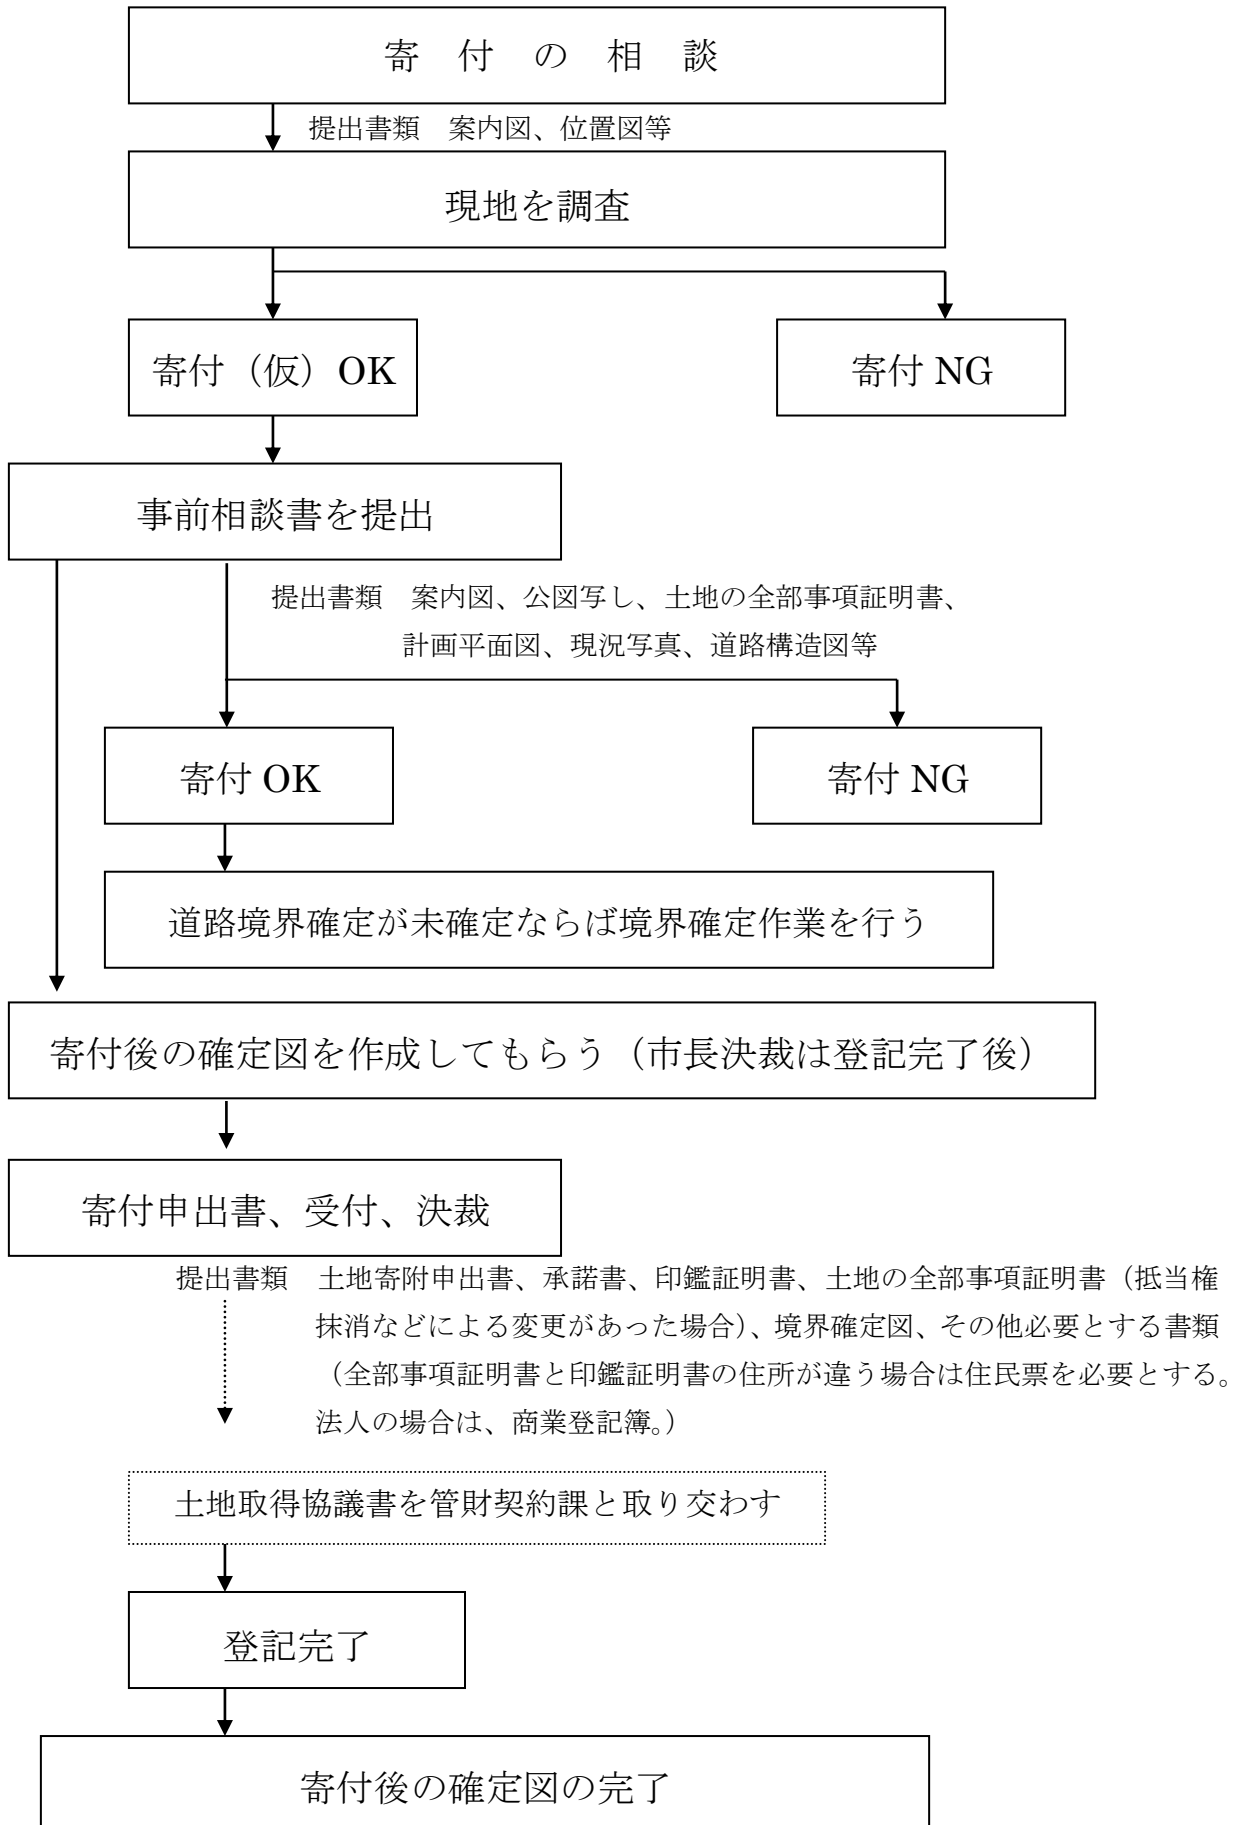 寄　付　の　相　談
提出書類　案内図、位置図等
現地を調査
寄付（仮）OK
寄付 NG
事前相談書を提出
提出書類　案内図、公図写し、土地の全部事項証明書、
計画平面図、現況写真、道路構造図等
寄付 OK
寄付 NG
道路境界確定が未確定ならば境界確定作業を行う
寄付後の確定図を作成してもらう（市長決裁は登記完了後）
寄付申出書、受付、決裁
提出書類　土地寄附申出書、承諾書、印鑑証明書、土地の全部事項証明書（抵当権
抹消などによる変更があった場合）、境界確定図、その他必要とする書類
（全部事項証明書と印鑑証明書の住所が違う場合は住民票を必要とする。
法人の場合は、商業登記簿。）
土地取得協議書を管財契約課と取り交わす
登記完了
寄付後の確定図の完了